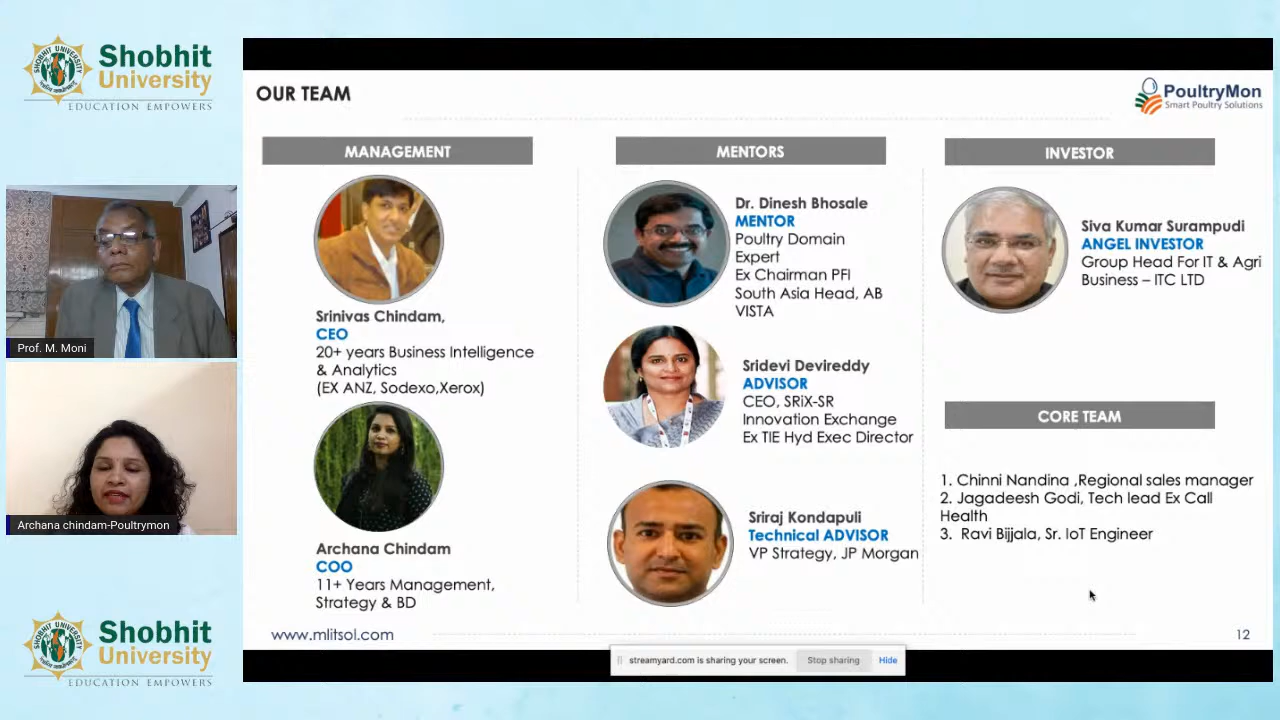 Shobhit
University
EDUCATION EMPOWERS
SHOBHIT UNIVERSITY
Prof. M. Moni
Archana chindam-Poultrymon
Shobhit
University
EDUCATION EMPOWERS
SHOBHIT UNIVERSITY
OUR TEAM
PoultryMon
Smart Poultry Solutions
MANAGEMENT
Srinivas Chindam,
CEO
20+ years Business Intelligence
& Analytics
(EX ANZ, Sodexo,Xerox)
Archana Chindam
COO
11+ Years Management,
Strategy & BD
MENTORS
Dr. Dinesh Bhosale
MENTOR
Poultry Domain
Expert
Ex Chairman PFI
South Asia Head, AB
VISTA
Sridevi Devireddy
ADVISOR
CEO, SRiX-SR
Innovation Exchange
Ex TIE Hyd Exec Director
Sriraj Kondapuli
Technical ADVISOR
VP Strategy, JP Morgan
INVESTOR
Siva Kumar Surampudi
ANGEL INVESTOR
Group Head For IT & Agri
Business – ITC LTD
CORE TEAM
1. Chinni Nandina ,Regional sales manager
2. Jagadeesh Godi, Tech lead Ex Call
Health
3. Ravi Bijjala, Sr. IoT Engineer
www.mlitsol.com
12
streamyard.com is sharing your screen.
Stop sharing
Hide